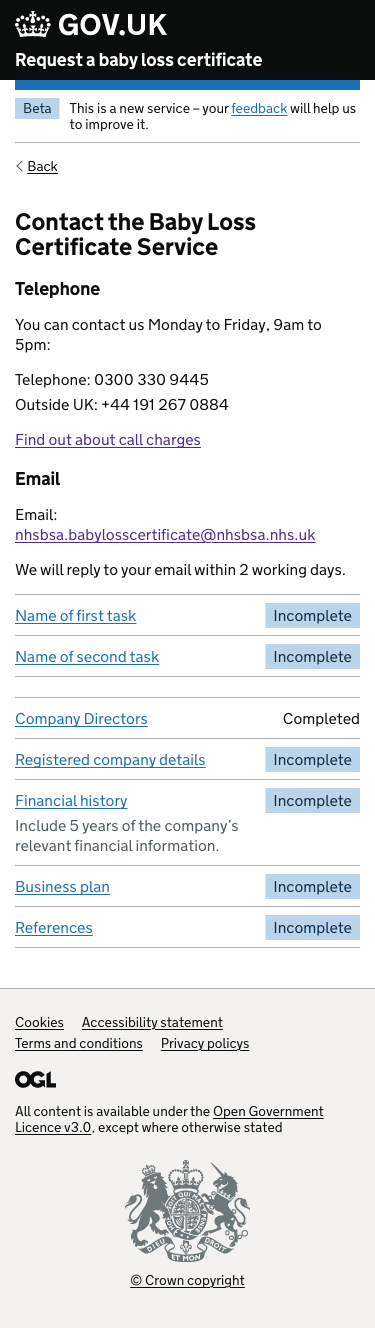 GOV.UK
Request a baby loss certificate
Beta
This is a new service – your feedback will help us
to improve it.
Back
Contact the Baby Loss
Certificate Service
Telephone
You can contact us Monday to Friday, 9am to
5pm:
Telephone: 0300 330 9445
Outside UK: +44 191 267 0884
Find out about call charges
Email
Email:
nhsbsa.babylosscertificate@nhsbsa.nhs.uk
We will reply to your email within 2 working days.
Name of first task Incomplete
Name of second task Incomplete
Company Directors Completed
Registered company details Incomplete
Financial history Incomplete
Include 5 years of the company’s
relevant financial information.
Business plan Incomplete
References Incomplete
Cookies Accessibility statement
Terms and conditions Privacy policys
OGL
All content is available under the Open Government
Licence v3.0, except where otherwise stated
DIEU ET MON DROIT
© Crown copyright